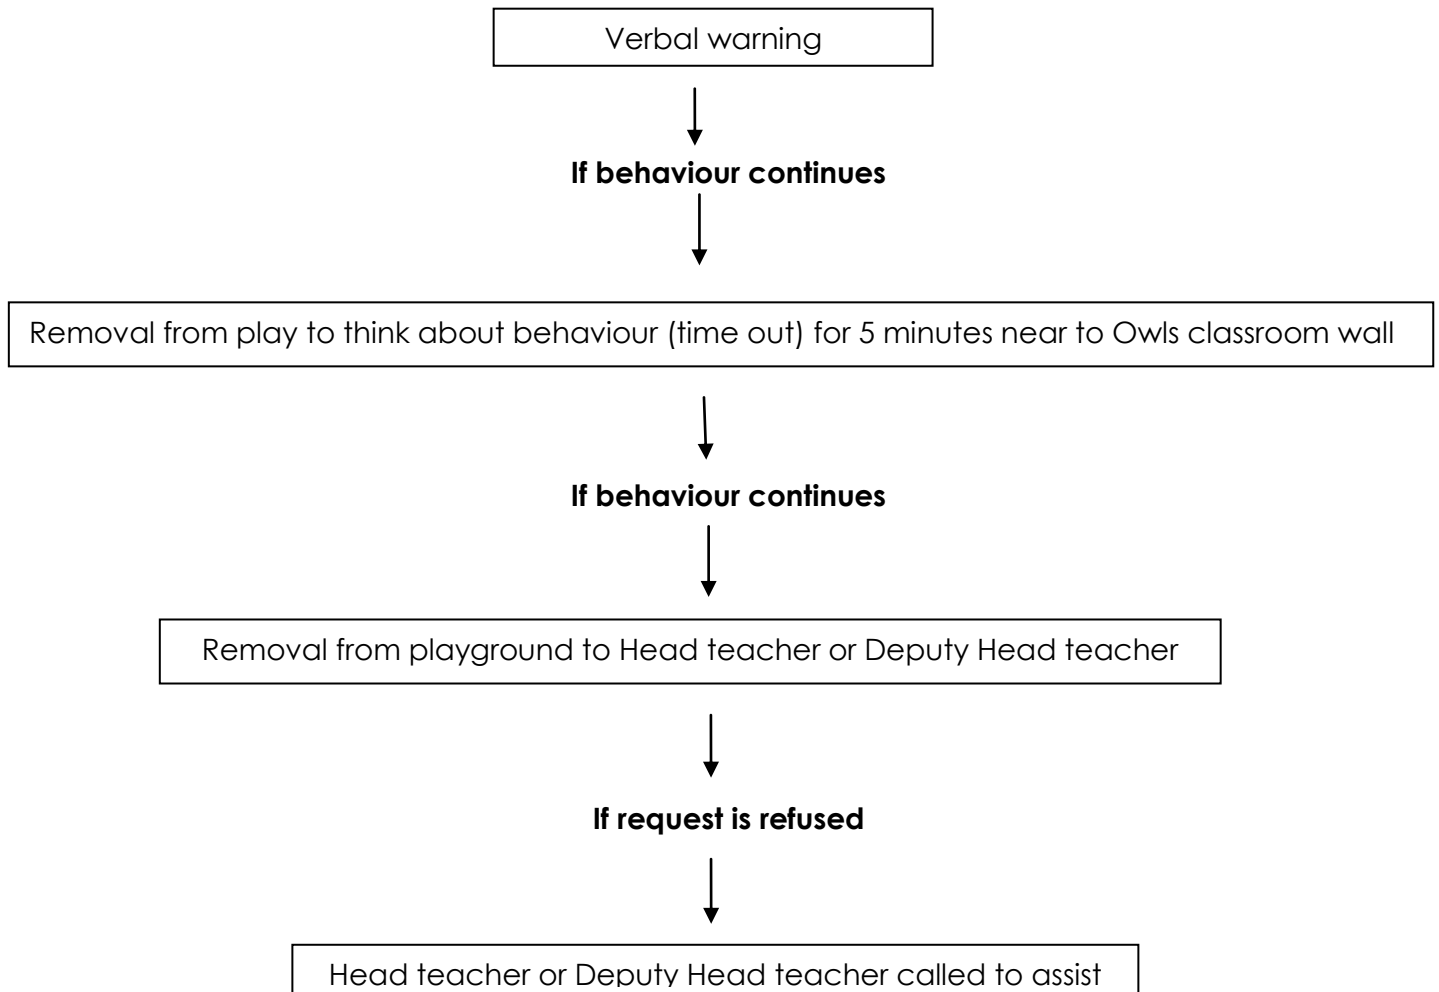 Verbal warning
If behaviour continues
Removal from play to think about behaviour (time out) for 5 minutes near to Owls classroom wall
If behaviour continues
Removal from playground to Head teacher or Deputy Head teacher
If request is refused
Head teacher or Deputy Head teacher called to assist